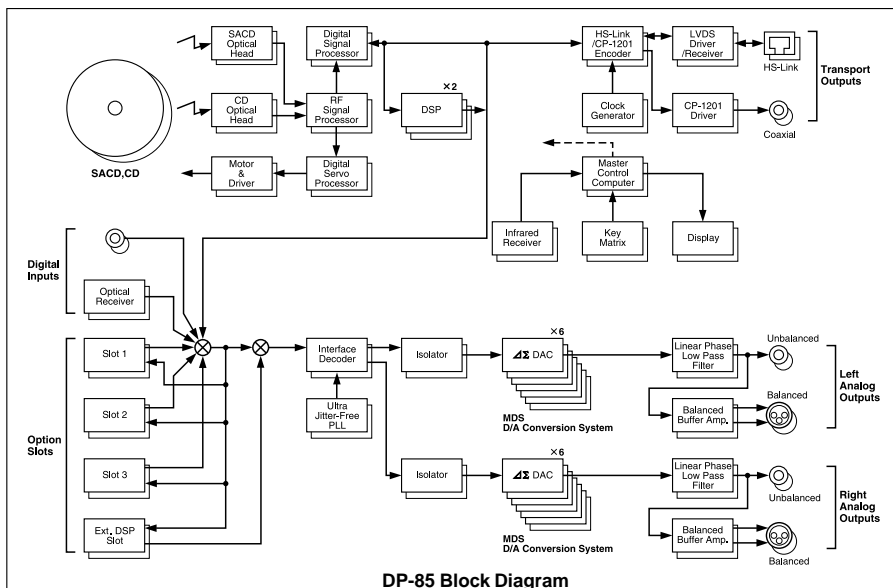 SACD
Optical
Head
Digital
Signal
Processor
HS-Link
/CP-1201
Encoder
LVDS
Driver
/Receiver
HS-Link
Transport
Outputs
CD
Optical
Head
RF
Signal
Processor
×2
DSP
Clock
Generator
CP-1201
Driver
Coaxial
SACD,CD
Motor
&
Driver
Digital
Servo
Processor
Master
Control
Computer
Infrared
Receiver
Key
Matrix
Display
Digital
Inputs
Optical
Receiver
Option
Slots
Slot 1
Slot 2
Slot 3
Ext. DSP
Slot
Interface
Decoder
Ultra
Jitter-Free
PLL
Isolator
×6
ΔΣ DAC
MDS
D/A Conversion System
Linear Phase
Low Pass
Filter
Unbalanced
Balanced
Buffer Amp.
Balanced
Left
Analog
Outputs
Isolator
×6
ΔΣ DAC
MDS
D/A Conversion System
Linear Phase
Low Pass
Filter
Unbalanced
Balanced
Buffer Amp.
Balanced
Right
Analog
Outputs
DP-85 Block Diagram